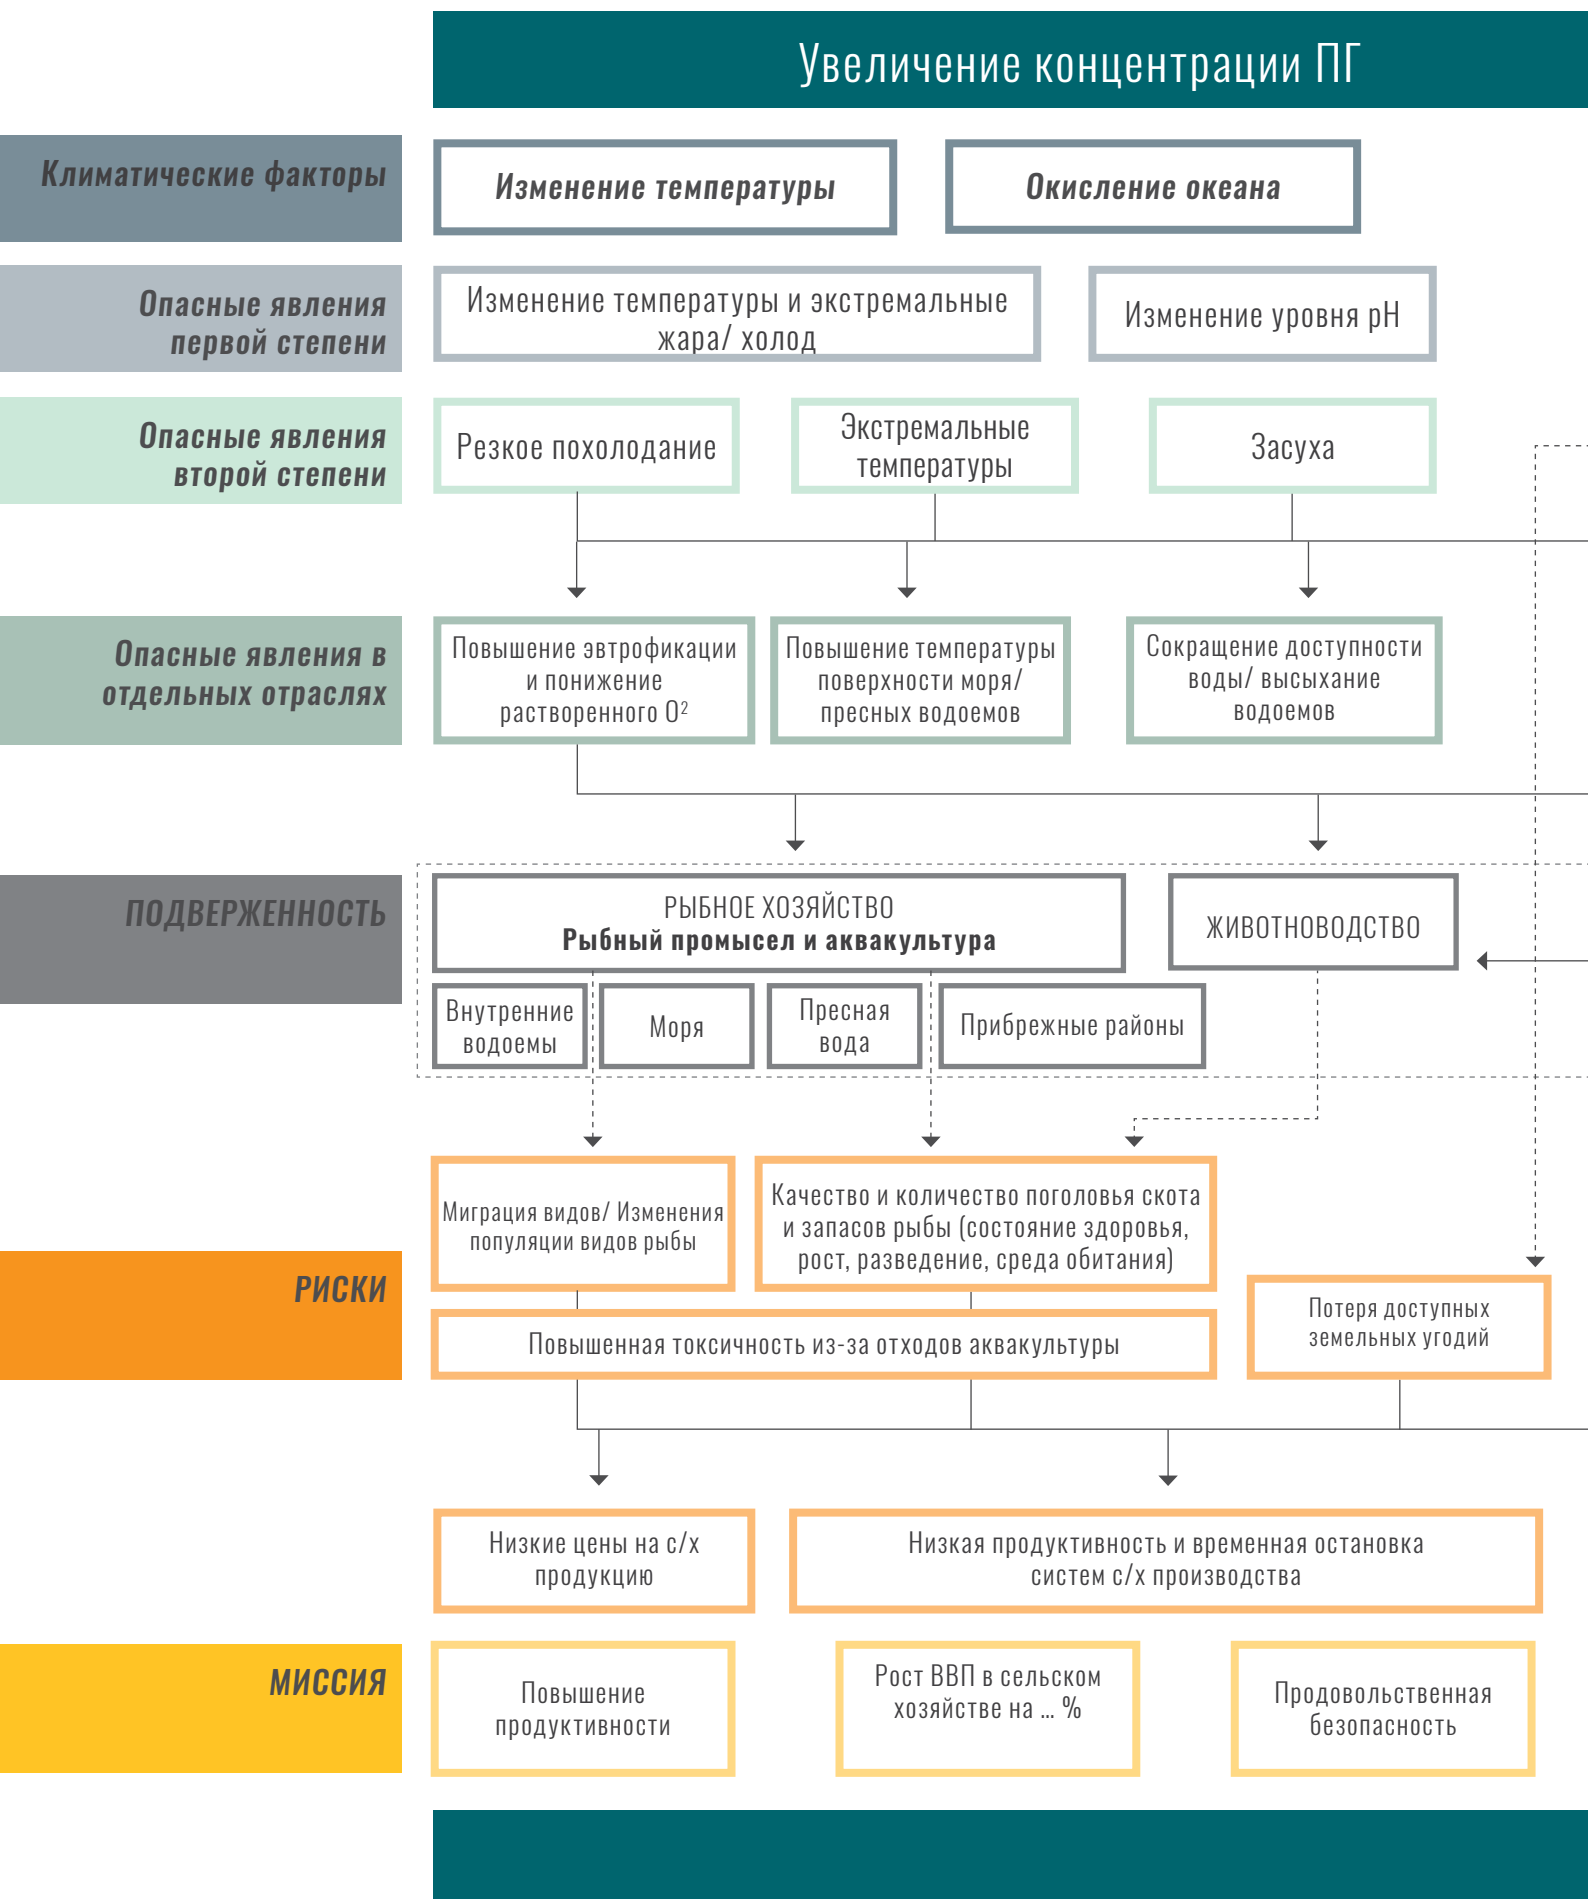 Увеличение концентрации ПГ
Климатические факторы
Изменение температуры
Окисление океана
Опасные явления
первой степени
Изменение температуры и экстремальные
жара/ холод
Изменение уровня pH
Опасные явления
второй степени
Резкое похолодание
Экстремальные
температуры
Засуха
Опасные явления в
отдельных отраслях
Повышение эвтрофикации
и понижение
растворенного О²
Повышение температуры
поверхности моря/
пресных водоемов
Сокращение доступности
воды/ высыхание
водоемов
ПОДВЕРЖЕННОСТЬ
РЫБНОЕ ХОЗЯЙСТВО
Рыбный промысел и аквакультура
ЖИВОТНОВОДСТВО
Внутренние
водоемы
Моря
Пресная
вода
Прибрежные районы
РИСКИ
Миграция видов/ Изменения
популяции видов рыбы
Качество и количество поголовья скота
и запасов рыбы (состояние здоровья,
рост, разведение, среда обитания)
Повышенная токсичность из-за отходов аквакультуры
Потеря доступных
земельных угодий
Низкие цены на с/х
продукцию
Низкая продуктивность и временная остановка
систем с/х производства
МИССИЯ
Повышение
продуктивности
Рост ВВП в сельском
хозяйстве на ... %
Продовольственная
безопасность